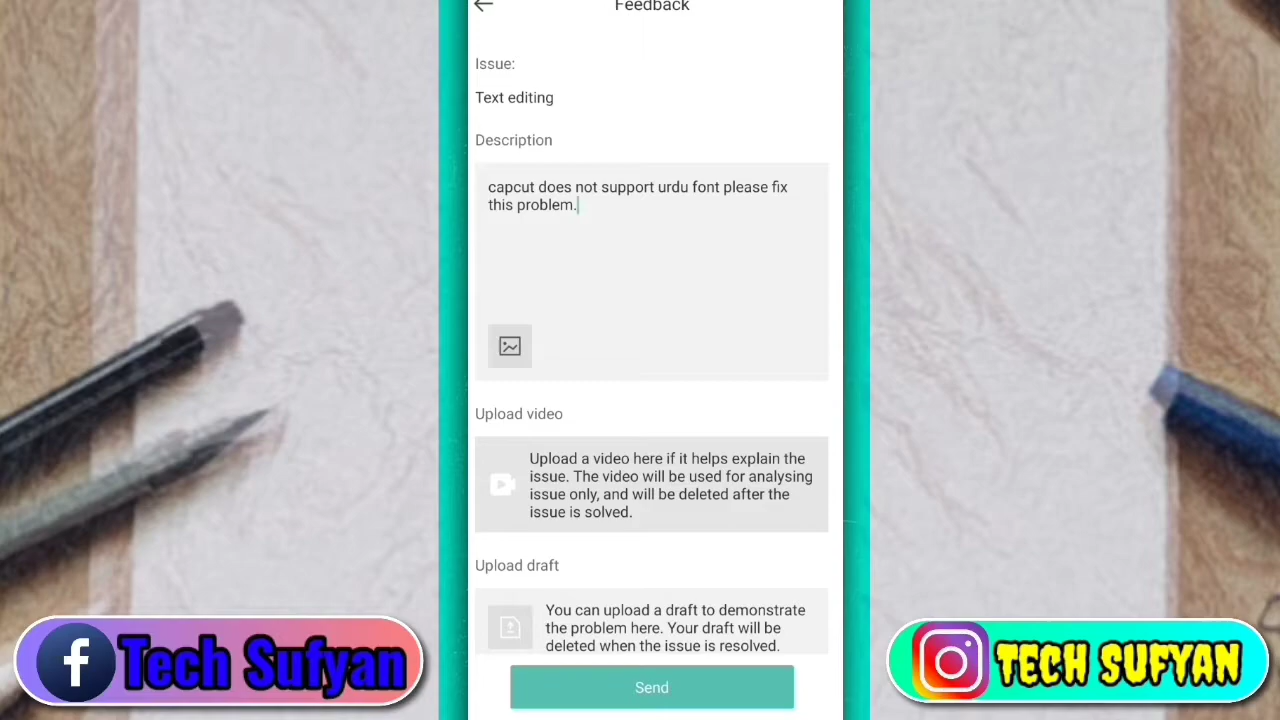 Feedback
Issue:
Text editing
Description
capcut does not support urdu font please fix
this problem.
Upload video
Upload a video here if it helps explain the
issue. The video will be used for analysing
issue only, and will be deleted after the
issue is solved.
Upload draft
You can upload a draft to demonstrate
the problem here. Your draft will be
deleted when the issue is resolved.
Send
Tech Sufyan
TECH SUFYAN